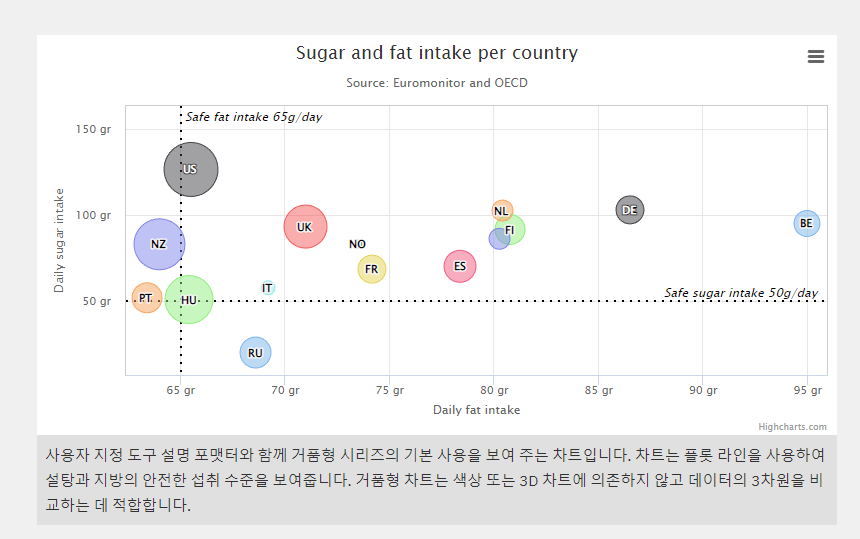 Sugar and fat intake per country
Source: Euromonitor and OECD
Safe fat intake 65g/day
150 gr
US
NL
DE
100 gr
BE
UK
FI
NZ
NO
FR
ES
Daily sugar intake
IT
Safe sugar intake 50g/day
PT
HU
50 gr
RU
65 gr 70 gr 75 gr 80 gr 85 gr 90 gr 95 gr
Daily fat intake
Highcharts.com
사용자 지정 도구 설명 포맷터와 함께 거품형 시리즈의 기본 사용을 보여 주는 차트입니다. 차트는 플롯 라인을 사용하여
설탕과 지방의 안전한 섭취 수준을 보여줍니다. 거품형 차트는 색상 또는 3D 차트에 의존하지 않고 데이터의 3차원을 비
교하는 데 적합합니다.